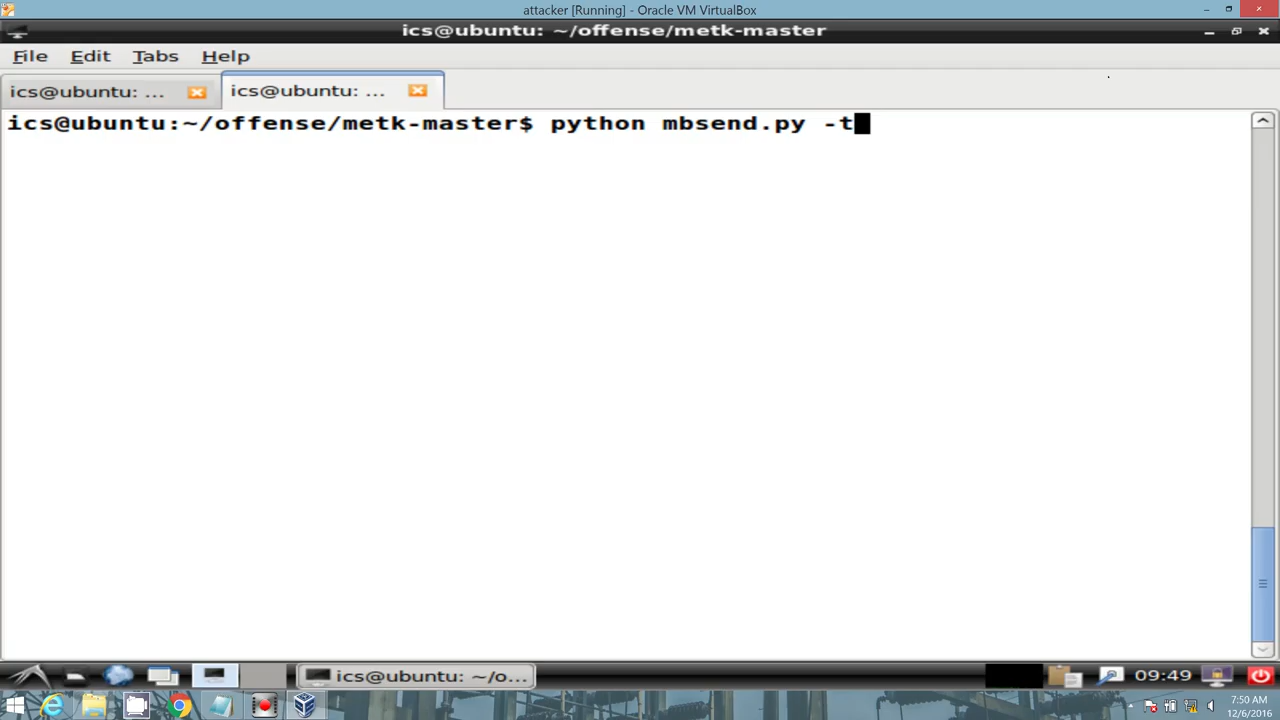 attacker [Running] - Oracle VM VirtualBox
ics@ubuntu: ~/offense/metk-master
File Edit Tabs Help
ics@ubuntu: ... ics@ubuntu: ...
ics@ubuntu:~/offense/metk-master$ python mbsend.py -t
ics@ubuntu: ~/o... 09:49
7:50 AM
12/6/2016